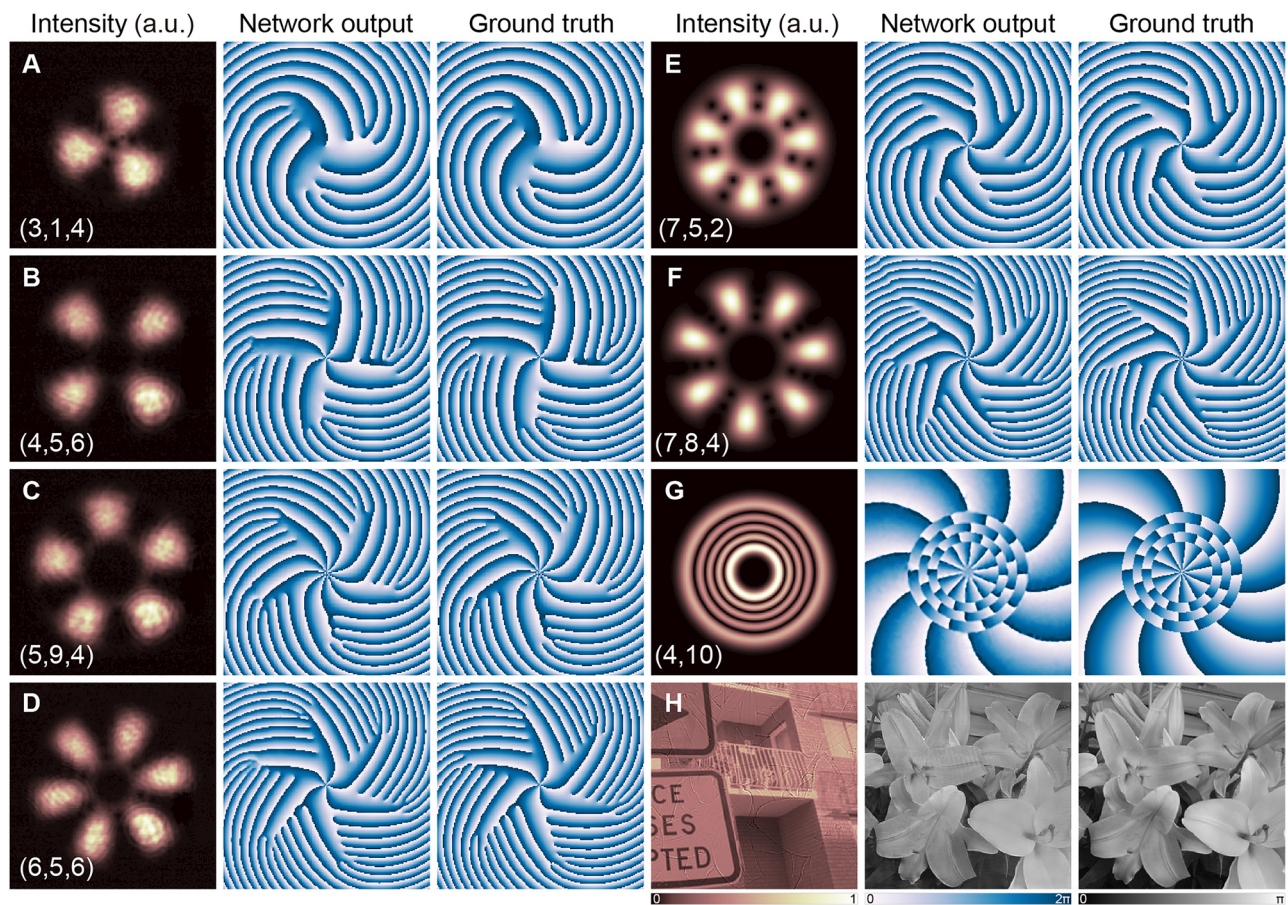 Intensity (a.u.) Network output Ground truth Intensity (a.u.) Network output Ground truth
A
(3,1,4)
E
(7,5,2)
B
(4,5,6)
F
(7,8,4)
C
(5,9,4)
G
(4,10)
D
(6,5,6)
H
CE
SES
PTED
0 1 0 2π 0 π